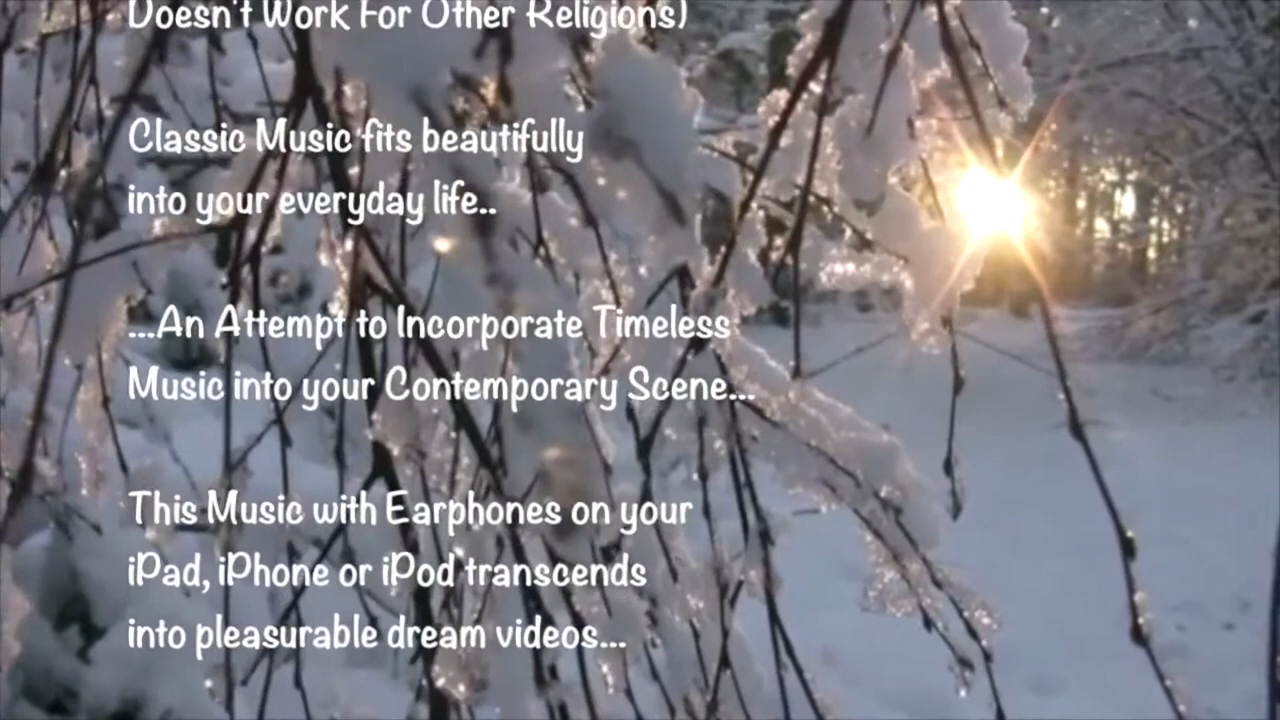 Doesn't Work For Other Religions)
Classic Music fits beautifully
into your everyday life..
...An Attempt to Incorporate Timeless
Music into your Contemporary Scene...
This Music with Earphones on your
iPad, iPhone or iPod transcends
into pleasurable dream videos...